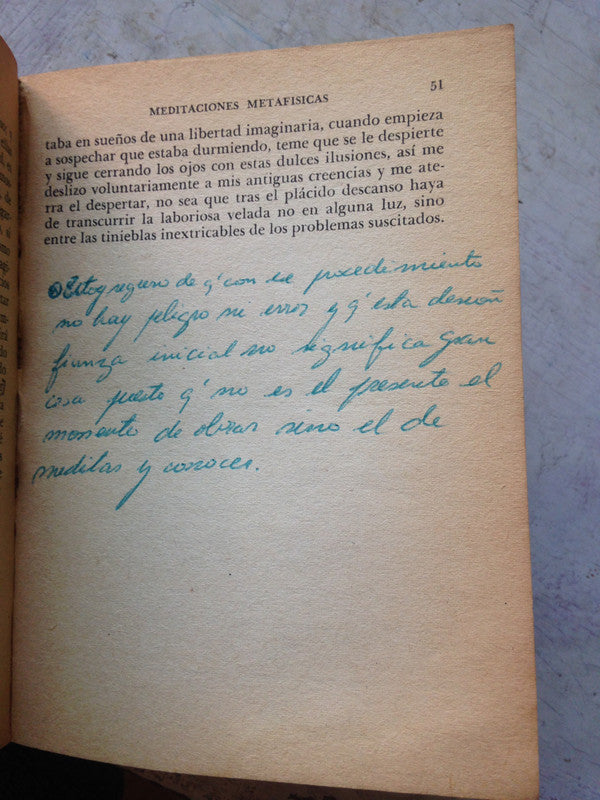 51
MEDITACIONES METAFISICAS
taba en sueños de una libertad imaginaria, cuando empieza
a sospechar que estaba durmiendo, teme que se le despierte
y sigue cerrando los ojos con estas dulces ilusiones, así me
deslizo voluntariamente a mis antiguas creencias y me ate-
rra el despertar, no sea que tras el plácido descanso haya
de transcurrir la laboriosa velada no en alguna luz, sino
entre las tinieblas inextricables de los problemas suscitados.
Estoy seguro de q' con ese procedimiento
no hay peligro ni error y q' esta descon
fianza inicial no significa gran
cosa puesto q' no es el presente el
momento de obrar sino el de
meditar y conocer.